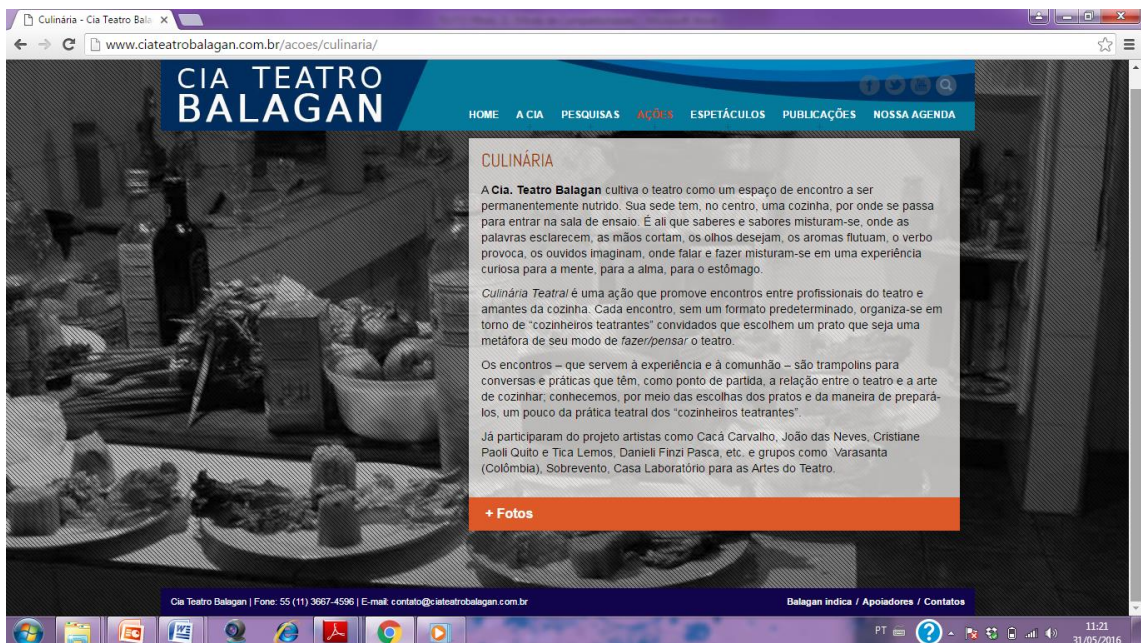 Culinária - Cia Teatro Bala
www.ciateatrobalagan.com.br/acoes/culinaria/
CIA TEATRO
BALAGAN
HOME A CIA PESQUISAS AÇÕES ESPETÁCULOS PUBLICAÇÕES NOSSA AGENDA
CULINÁRIA
A Cia. Teatro Balagan cultiva o teatro como um espaço de encontro a ser
permanentemente nutrido. Sua sede tem, no centro, uma cozinha, por onde se passa
para entrar na sala de ensaio. É ali que saberes e sabores misturam-se, onde as
palavras esclarecem, as mãos cortam, os olhos desejam, os aromas flutuam, o verbo
provoca, os ouvidos imaginam, onde falar e fazer misturam-se em uma experiência
curiosa para a mente, para a alma, para o estômago.
Culinária Teatral é uma ação que promove encontros entre profissionais do teatro e
amantes da cozinha. Cada encontro, sem um formato predeterminado, organiza-se em
torno de “cozinheiros teatrantes” convidados que escolhem um prato que seja uma
metáfora de seu modo de fazer/pensar o teatro.
Os encontros – que servem à experiência e à comunhão – são trampolins para
conversas e práticas que têm, como ponto de partida, a relação entre o teatro e a arte
de cozinhar; conhecemos, por meio das escolhas dos pratos e da maneira de prepará-
los, um pouco da prática teatral dos “cozinheiros teatrantes”.
Já participaram do projeto artistas como Cacá Carvalho, João das Neves, Cristiane
Paoli Quito e Tica Lemos, Danieli Finzi Pasca, etc. e grupos como Varasanta
(Colômbia), Sobrevento, Casa Laboratório para as Artes do Teatro.
+ Fotos
Cia Teatro Balagan | Fone: 55 (11) 3667-4596 | E-mail: contato@ciateatrobalagan.com.br
Balagan indica / Apoiadores / Contatos
PT
11:21
31/05/2016